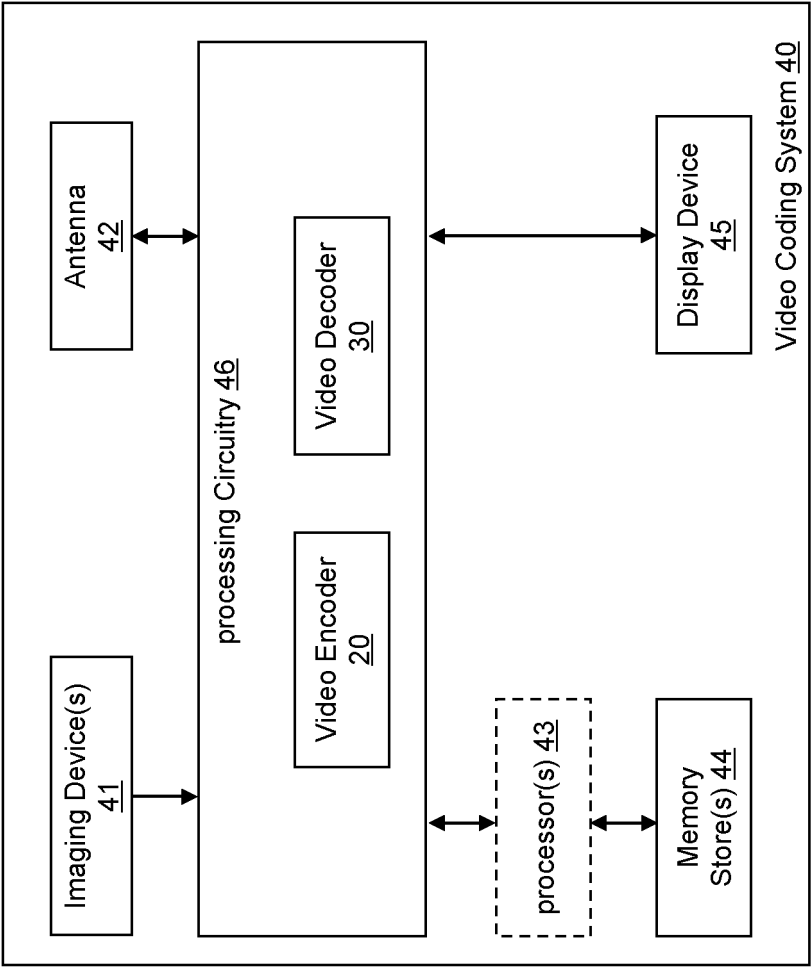 Imaging Device(s)
41
Antenna
42
processing Circuitry 46
Video Encoder
20
Video Decoder
30
processor(s) 43
Memory
Store(s) 44
Display Device
45
Video Coding System 40